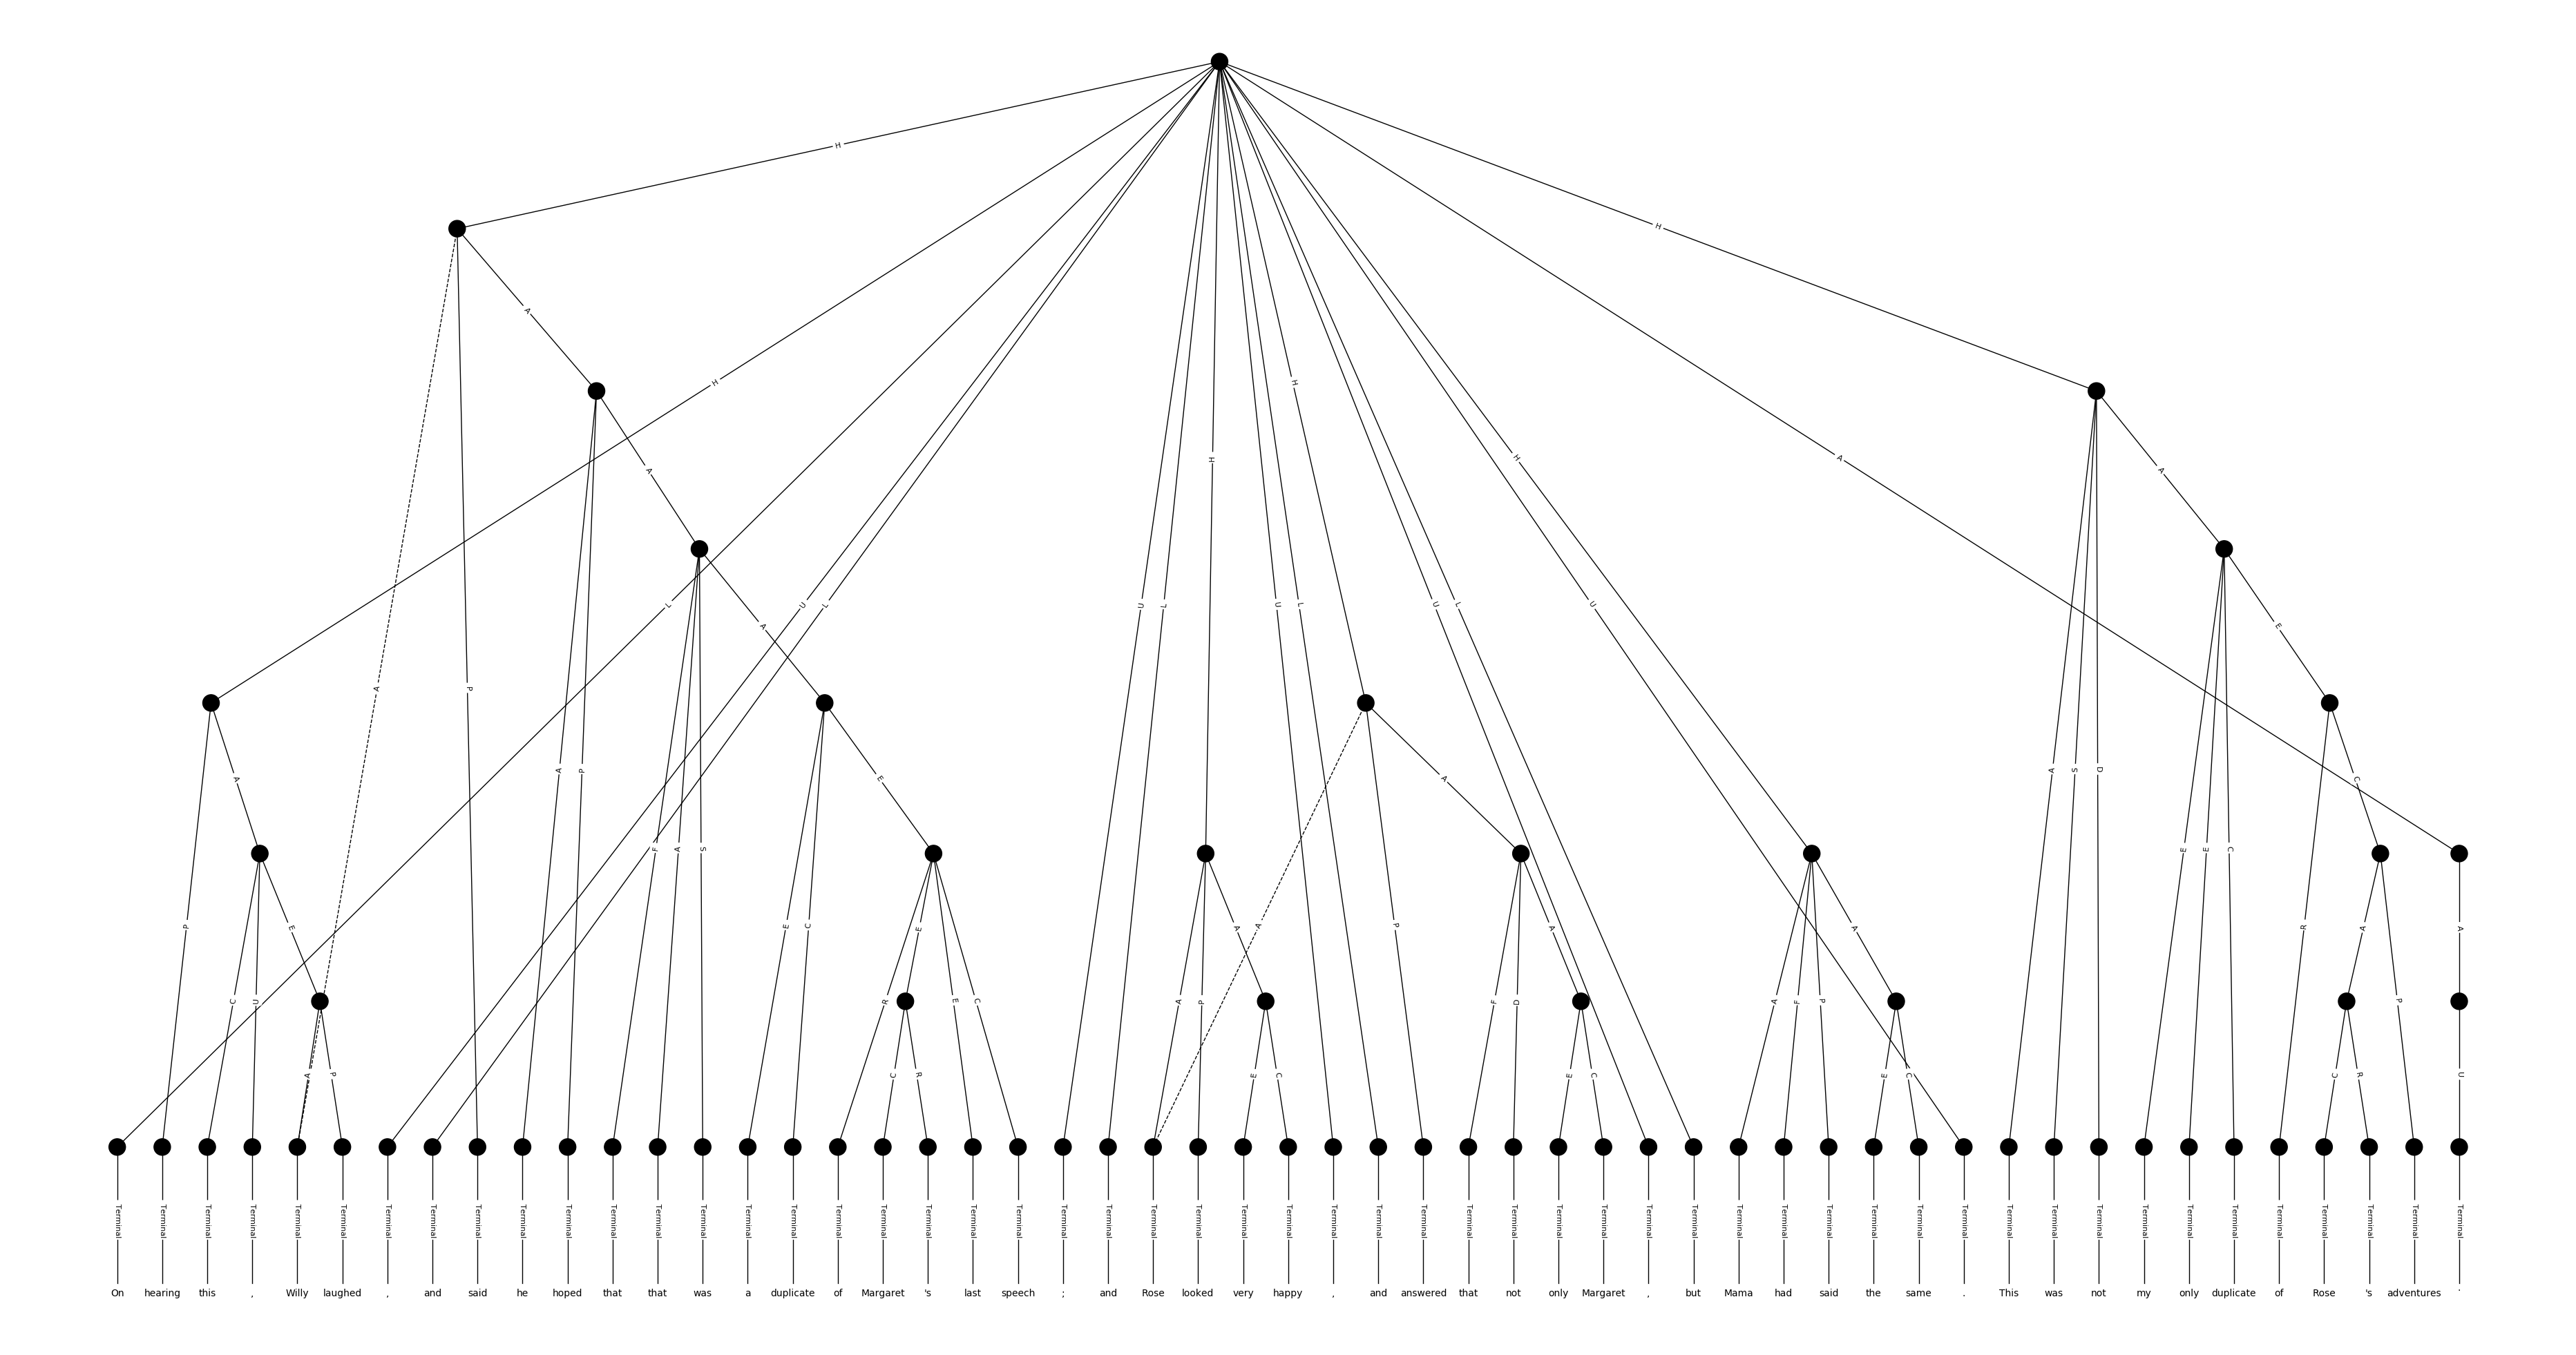 H
H
A
H H
H H A
A A
L U L U L U L U L U
A E
A P
A P A S D
A E A C
F A S E E C
P E E C E A A P A A R A A
C U R E C A P F D A F P P
A P C R E C E C E C C R U
Terminal Terminal Terminal Terminal Terminal Terminal Terminal Terminal Terminal Terminal Terminal Terminal Terminal Terminal Terminal Terminal Terminal Terminal Terminal Terminal Terminal Terminal Terminal Terminal Terminal Terminal Terminal Terminal Terminal Terminal Terminal Terminal Terminal Terminal Terminal Terminal Terminal Terminal Terminal Terminal Terminal Terminal Terminal Terminal Terminal Terminal Terminal Terminal Terminal Terminal Terminal Terminal Terminal
On hearing this , Willy laughed , and said he hoped that that was a duplicate of Margaret 's last speech ; and Rose looked very happy , and answered that not only Margaret , but Mama had said the same . This was not my only duplicate of Rose 's adventures '